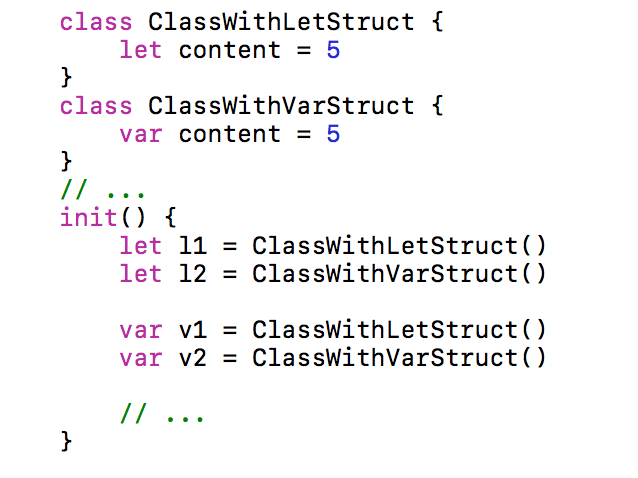 class ClassWithLetStruct {
    let content = 5
}
class ClassWithVarStruct {
    var content = 5
}
// ...
init() {
    let l1 = ClassWithLetStruct()
    let l2 = ClassWithVarStruct()

    var v1 = ClassWithLetStruct()
    var v2 = ClassWithVarStruct()

    // ...
}